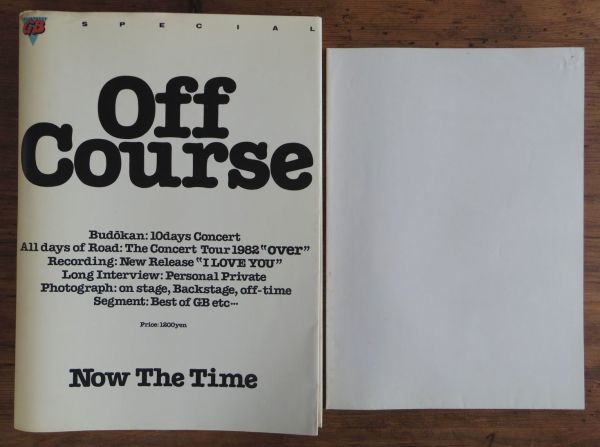 GB
SPECIAL
Off
Course
Budōkan: 10days Concert
All days of Road: The Concert Tour 1982 "over"
Recording: New Release "I LOVE YOU"
Long Interview: Personal Private
Photograph: on stage, Backstage, off-time
Segment: Best of GB etc…
Price: 1200yen
Now The Time